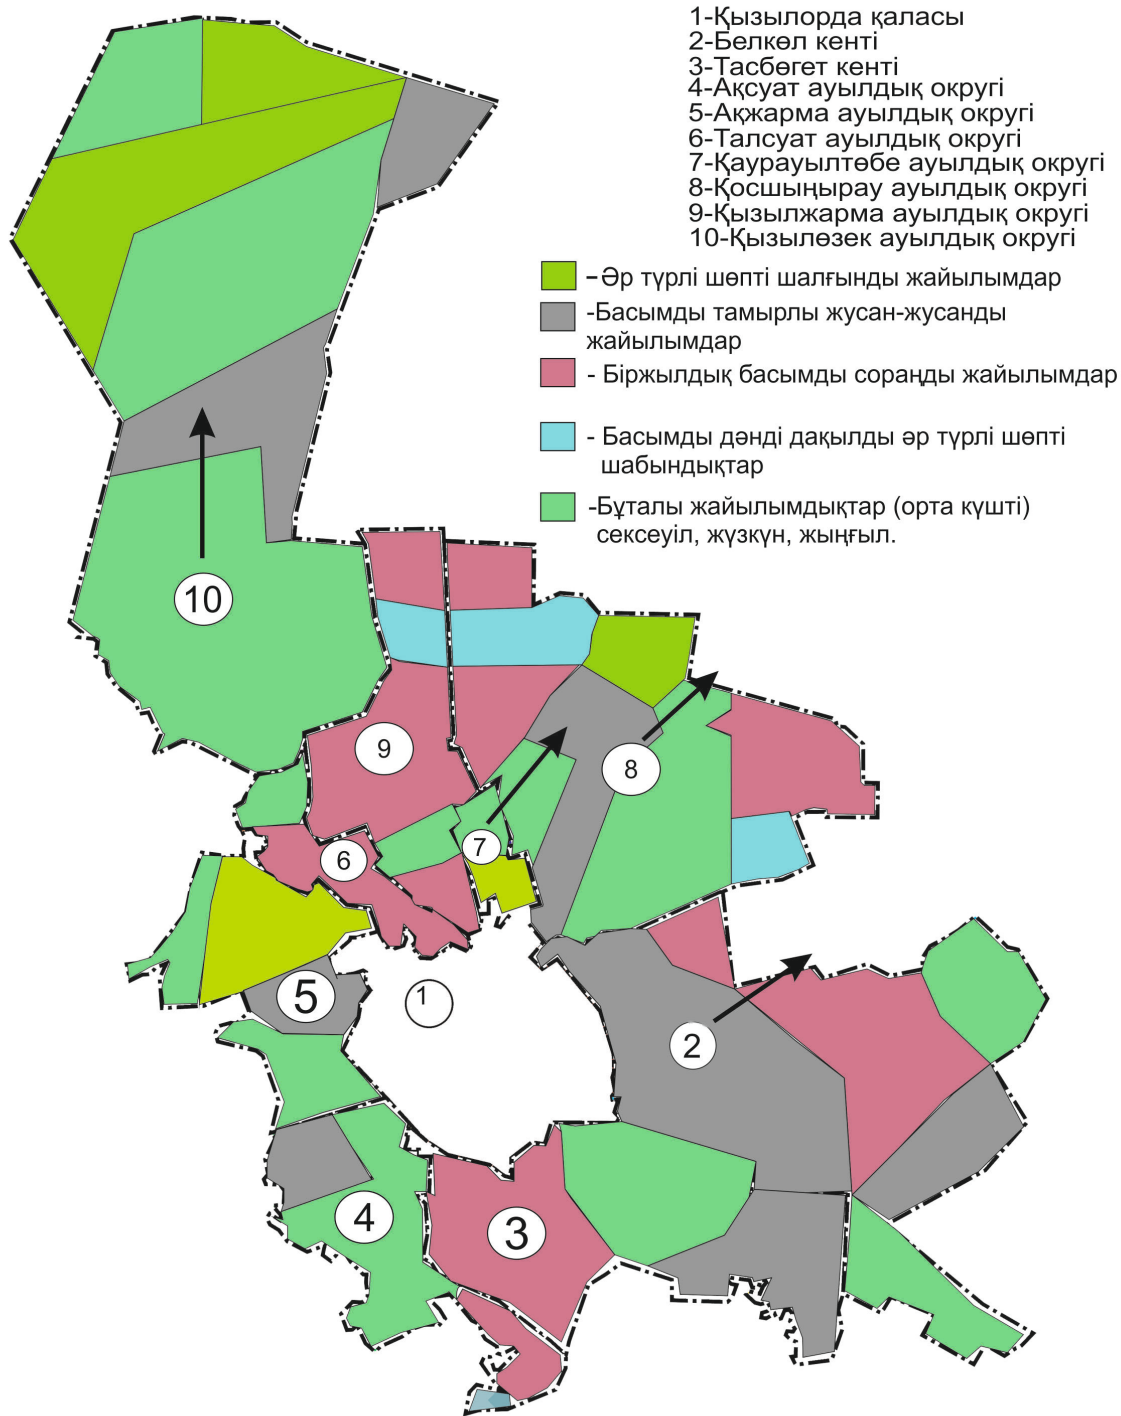 1-Қызылорда қаласы
2-Белкөл кенті
3-Тасбөгет кенті
4-Ақсуат ауылдық округі
5-Ақжарма ауылдық округі
6-Талсуат ауылдық округі
7-Қаурауылтөбе ауылдық округі
8-Қосшыңырау ауылдық округі
9-Қызылжарма ауылдық округі
10-Қызылөзек ауылдық округі
-Әр түрлі шөпті шалғынды жайылымдар
-Басымды тамырлы жусан-жусанды
жайылымдар
- Біржылдық басымды сораңды жайылымдар
- Басымды дәнді дақылды әр түрлі шөпті
шабындықтар
-Бұталы жайылымдықтар (орта күшті)
сексеуіл, жүзкүн, жыңғыл.
10
9
8
7
6
5
1
2
4
3